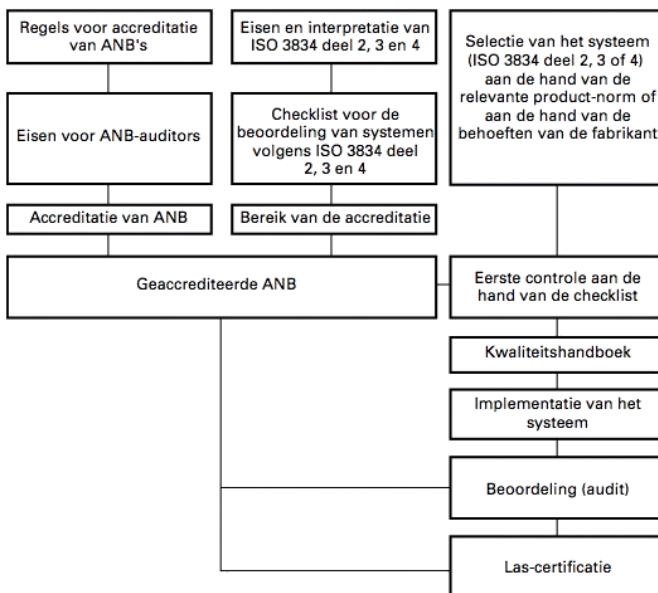 Regels voor accreditatie
van ANB's
Eisen en interpretatie van
ISO 3834 deel 2, 3 en 4
Selectie van het systeem
(ISO 3834 deel 2, 3 of 4)
aan de hand van de
relevante product-norm of
aan de hand van de
behoeften van de fabrikant
Eisen voor ANB-auditors
Checklist voor de
beoordeling van systemen
volgens ISO 3834 deel
2, 3 en 4
Accreditatie van ANB
Bereik van de accreditatie
Geaccrediteerde ANB
Eerste controle aan de
hand van de checklist
Kwaliteitshandboek
Implementatie van het
systeem
Beoordeling (audit)
Las-certificatie